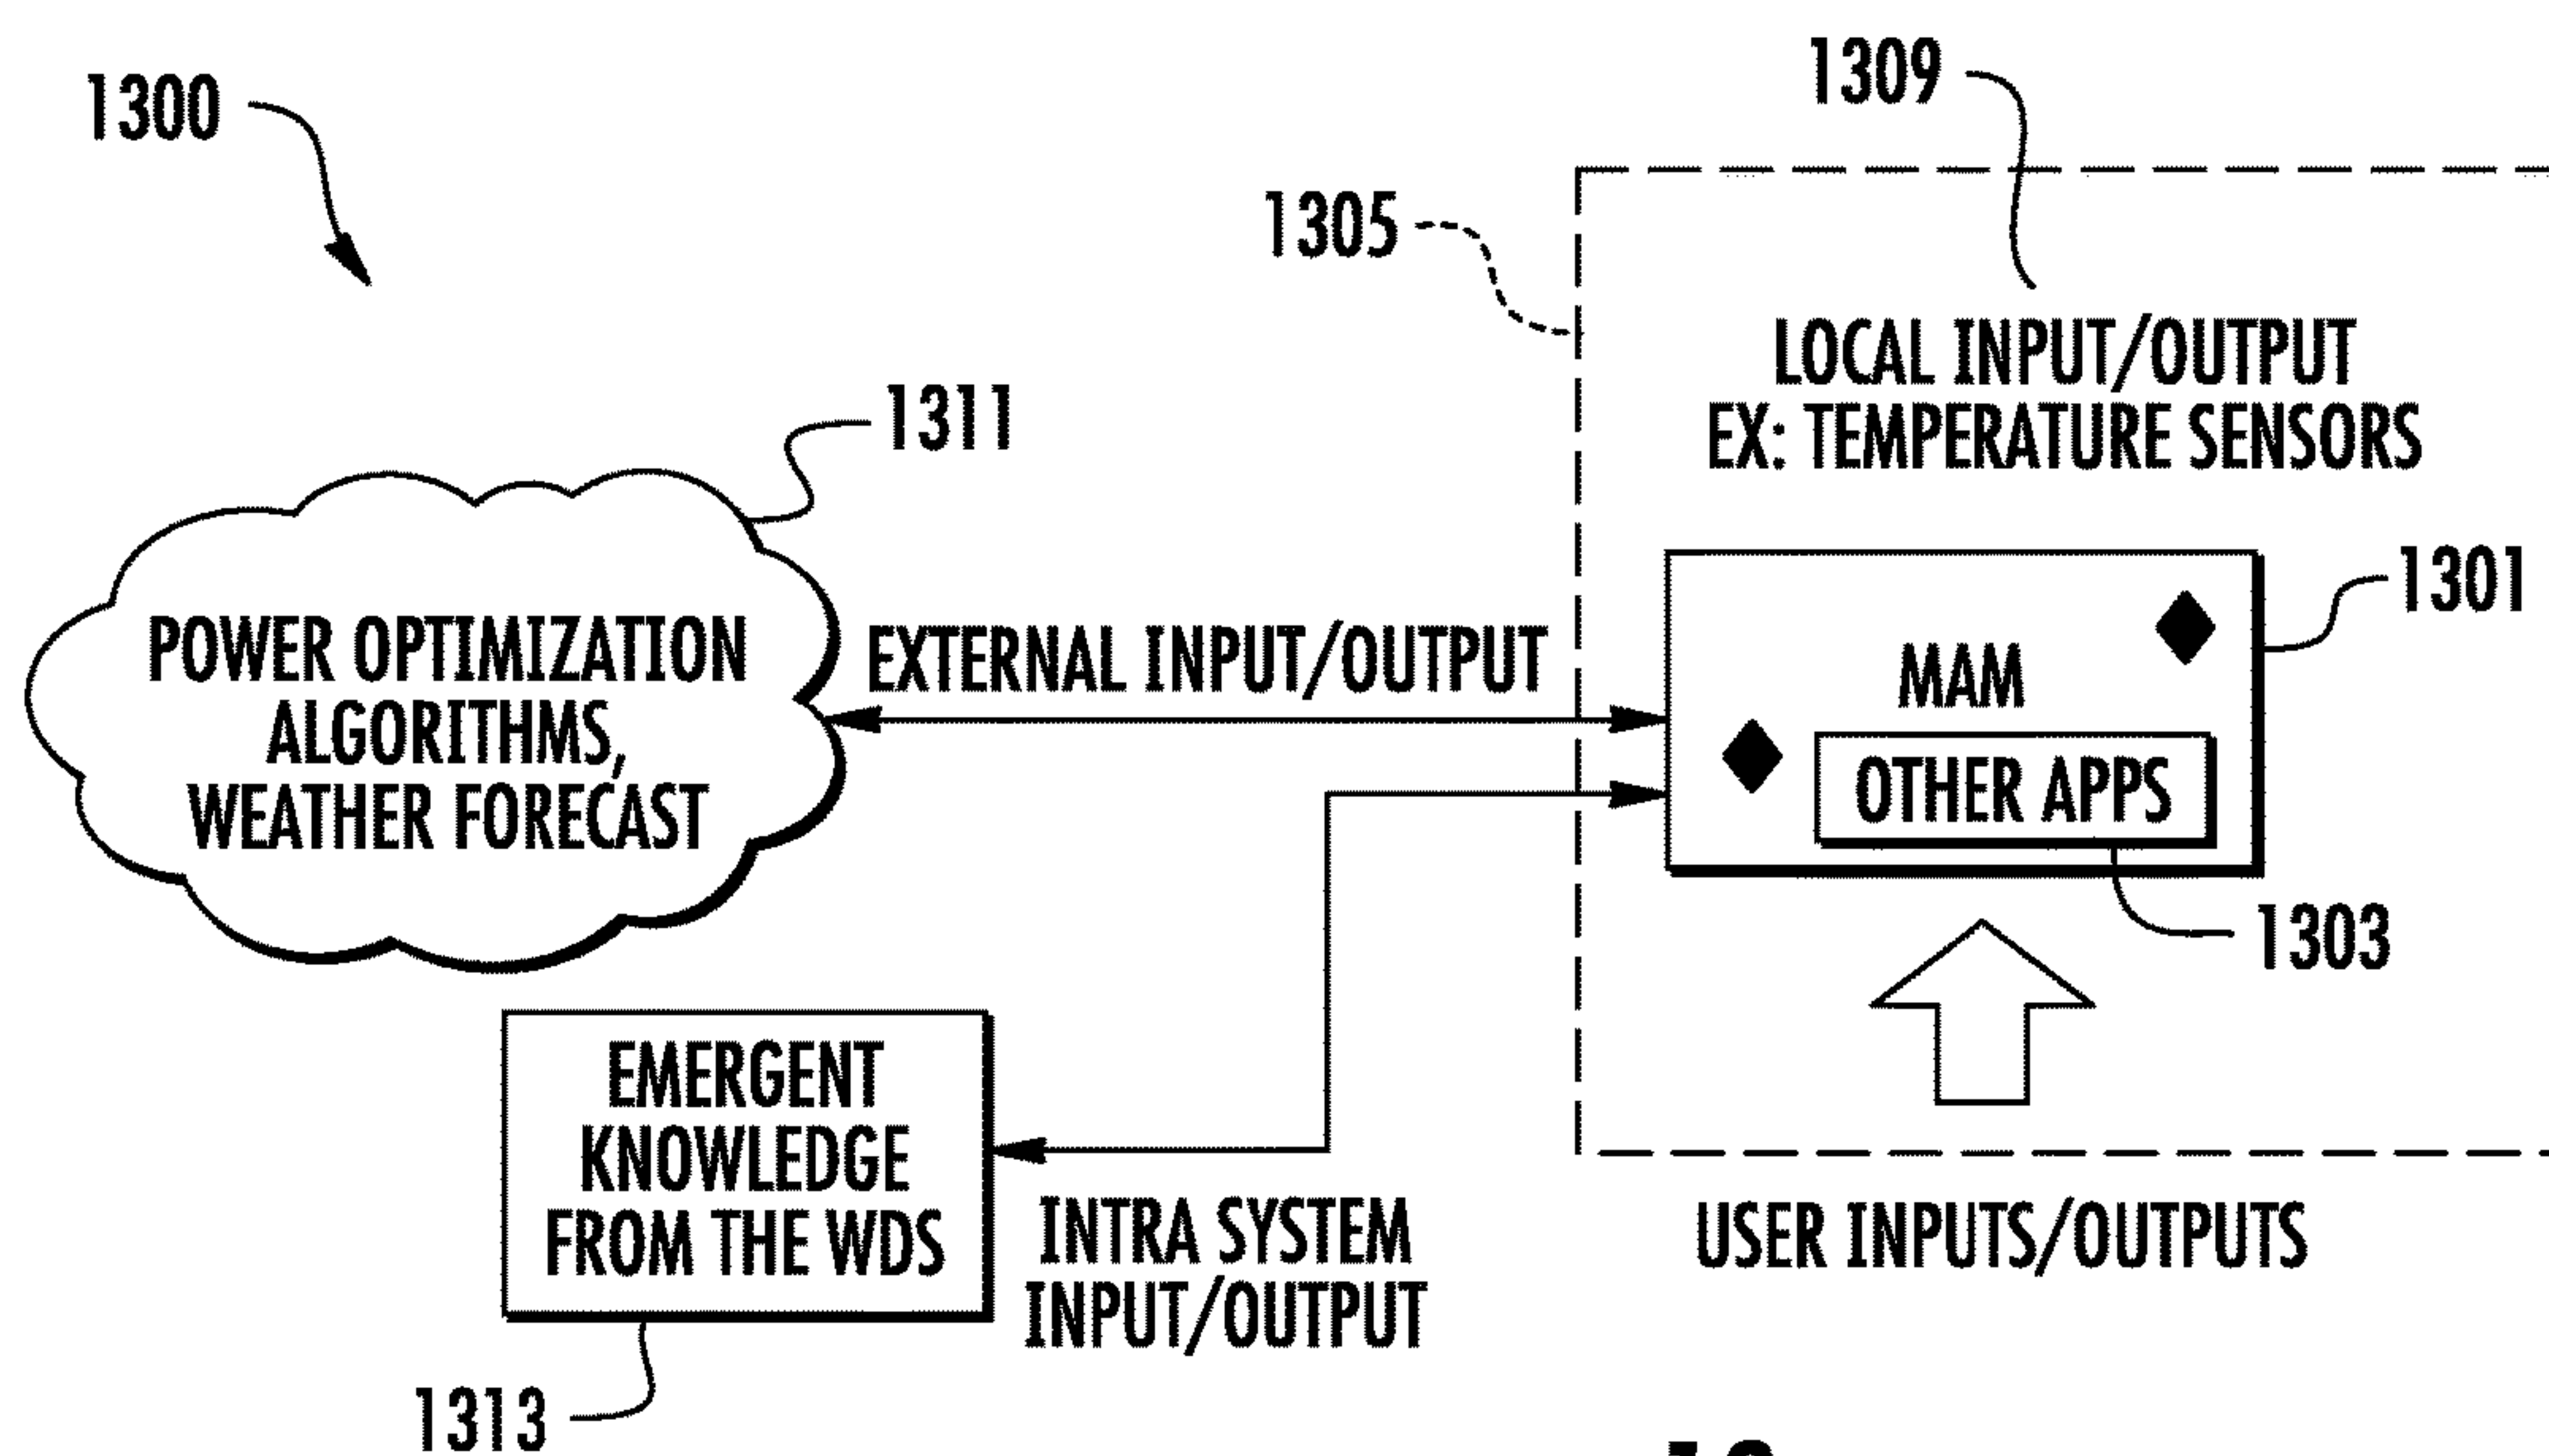 1300
1309
1305
1311
LOCAL INPUT/OUTPUT
EX: TEMPERATURE SENSORS
1301
POWER OPTIMIZATION
ALGORITHMS,
WEATHER FORECAST
EXTERNAL INPUT/OUTPUT
MAM
OTHER APPS
1303
EMERGENT
KNOWLEDGE
FROM THE WDS
INTRA SYSTEM
INPUT/OUTPUT
USER INPUTS/OUTPUTS
1313